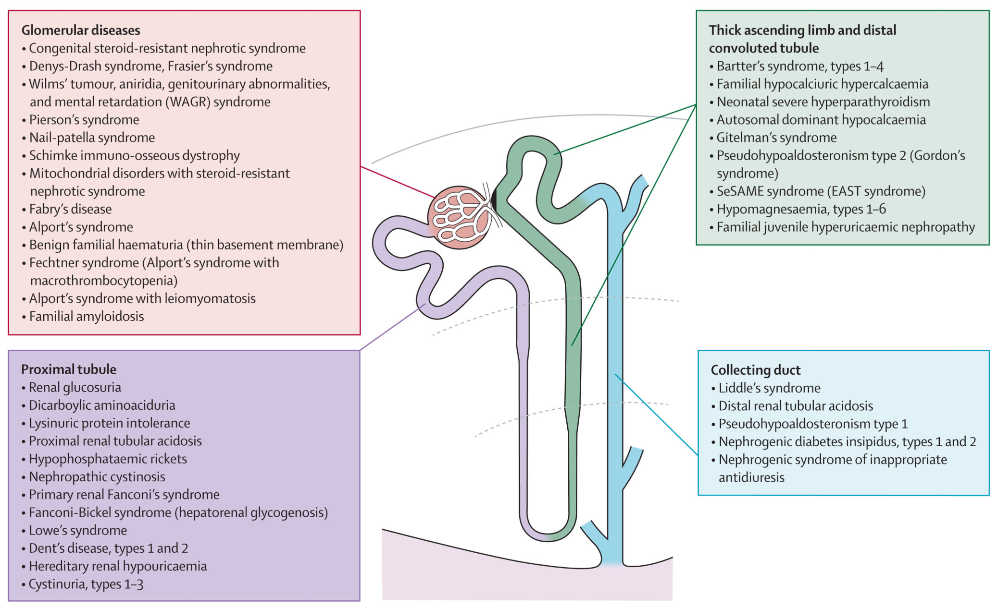 Glomerular diseases
• Congenital steroid-resistant nephrotic syndrome
• Denys-Drash syndrome, Frasier's syndrome
• Wilms' tumour, aniridia, genitourinary abnormalities,
and mental retardation (WAGR) syndrome
• Pierson's syndrome
• Nail-patella syndrome
• Schimke immuno-osseous dystrophy
• Mitochondrial disorders with steroid-resistant
nephrotic syndrome
• Fabry's disease
• Alport's syndrome
• Benign familial haematuria (thin basement membrane)
• Fechtner syndrome (Alport's syndrome with
macrothrombocytopenia)
• Alport's syndrome with leiomyomatosis
• Familial amyloidosis
Thick ascending limb and distal
convoluted tubule
• Bartter's syndrome, types 1–4
• Familial hypocalciuric hypercalcaemia
• Neonatal severe hyperparathyroidism
• Autosomal dominant hypocalcaemia
• Gitelman's syndrome
• Pseudohypoaldosteronism type 2 (Gordon's
syndrome)
• SeSAME syndrome (EAST syndrome)
• Hypomagnesaemia, types 1–6
• Familial juvenile hyperuricaemic nephropathy
Proximal tubule
• Renal glucosuria
• Dicarboylic aminoaciduria
• Lysinuric protein intolerance
• Proximal renal tubular acidosis
• Hypophosphataemic rickets
• Nephropathic cystinosis
• Primary renal Fanconi's syndrome
• Fanconi-Bickel syndrome (hepatorenal glycogenosis)
• Lowe's syndrome
• Dent's disease, types 1 and 2
• Hereditary renal hypouricaemia
• Cystinuria, types 1–3
Collecting duct
• Liddle's syndrome
• Distal renal tubular acidosis
• Pseudohypoaldosteronism type 1
• Nephrogenic diabetes insipidus, types 1 and 2
• Nephrogenic syndrome of inappropriate
antidiuresis